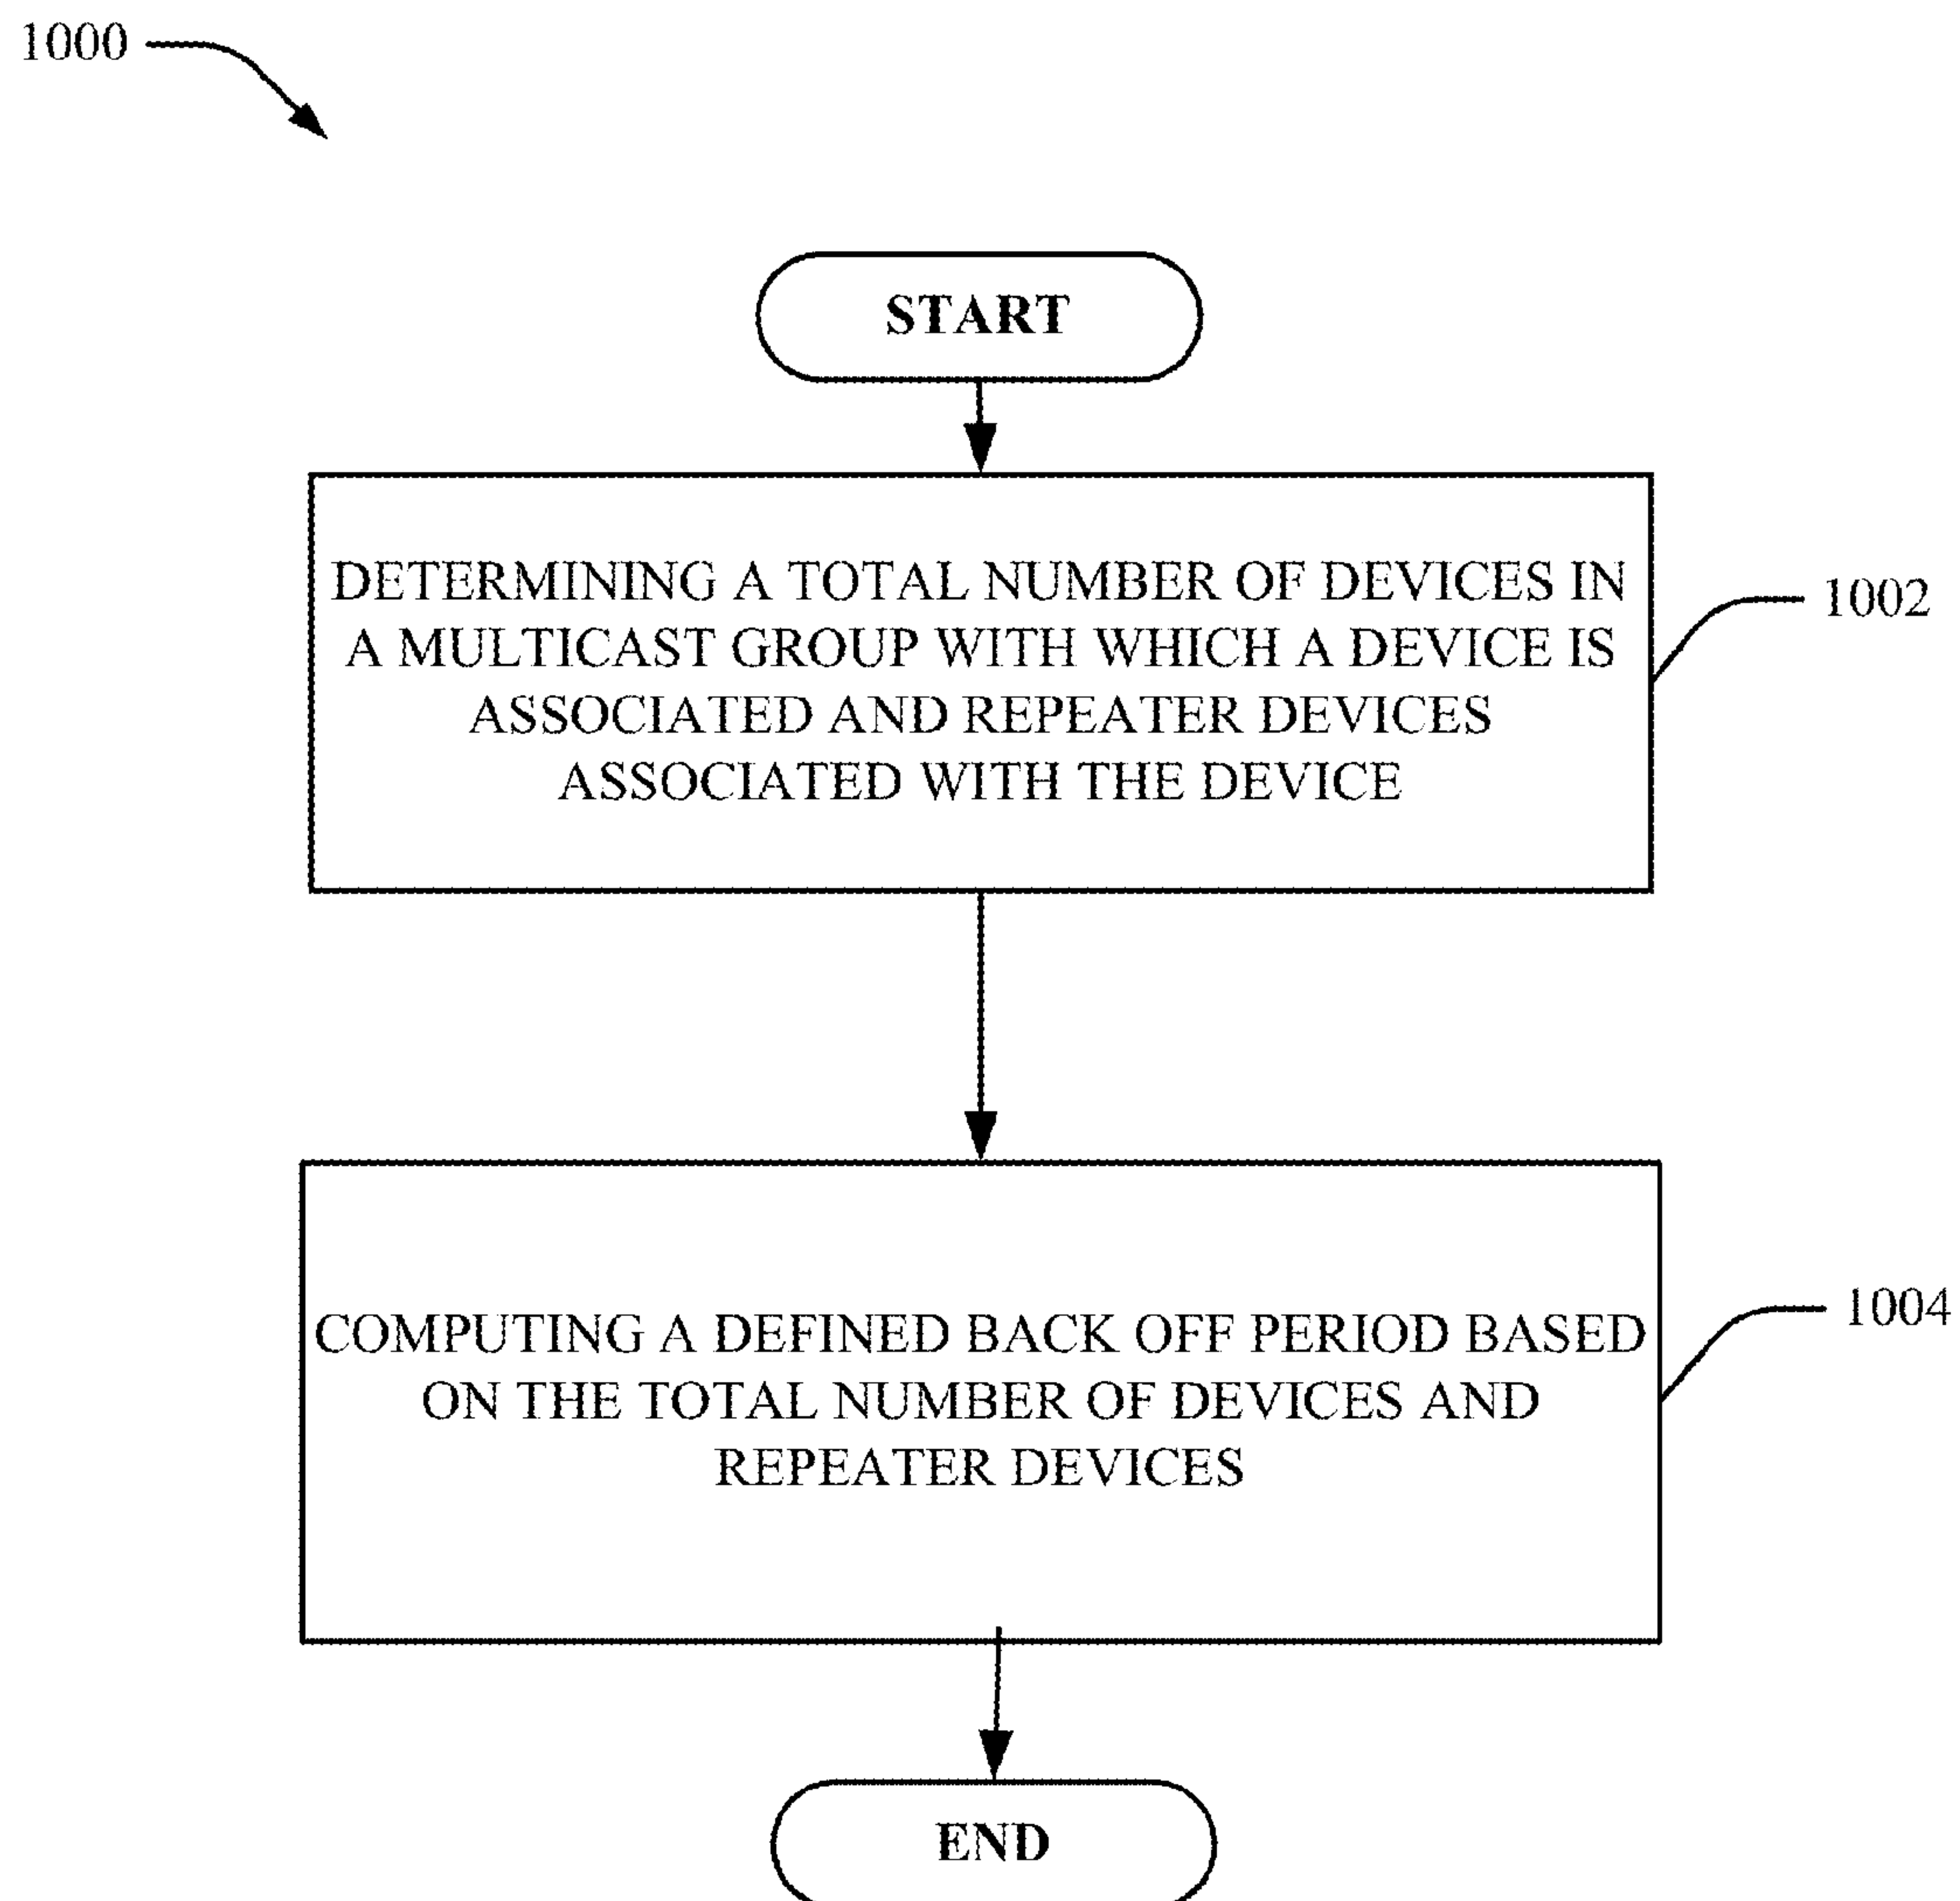 1000
START
DETERMINING A TOTAL NUMBER OF DEVICES IN
A MULTICAST GROUP WITH WHICH A DEVICE IS
ASSOCIATED AND REPEATER DEVICES
ASSOCIATED WITH THE DEVICE
1002
COMPUTING A DEFINED BACK OFF PERIOD BASED
ON THE TOTAL NUMBER OF DEVICES AND
REPEATER DEVICES
1004
END